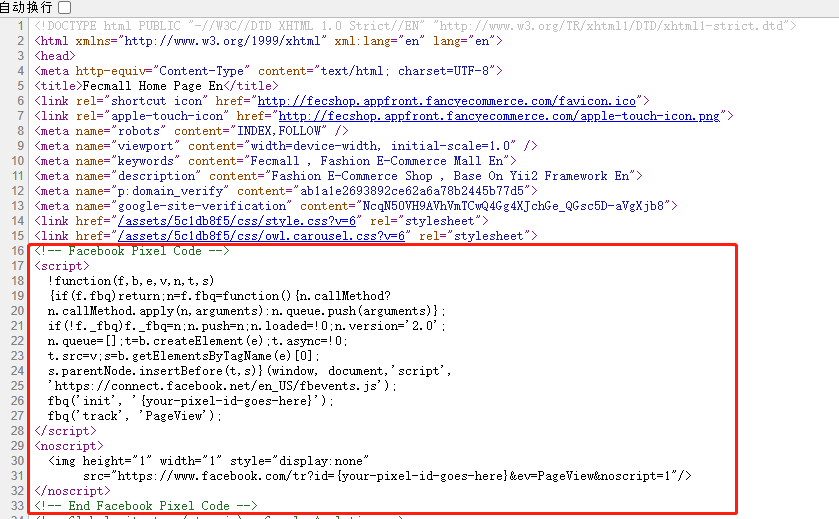 自动换行
1 <!DOCTYPE html PUBLIC "-//W3C//DTD XHTML 1.0 Strict//EN" "http://www.w3.org/TR/xhtml1/DTD/xhtml1-strict.dtd">
2 <html xmlns="http://www.w3.org/1999/xhtml" xml:lang="en" lang="en">
3 <head>
4 <meta http-equiv="Content-Type" content="text/html; charset=UTF-8">
5 <title>Fecmall Home Page En</title>
6 <link rel="shortcut icon" href="http://fecshop.appfront.fancyecommerce.com/favicon.ico">
7 <link rel="apple-touch-icon" href="http://fecshop.appfront.fancyecommerce.com/apple-touch-icon.png">
8 <meta name="robots" content="INDEX,FOLLOW" />
9 <meta name="viewport" content="width=device-width, initial-scale=1.0" />
10 <meta name="keywords" content="Fecmall , Fashion E-Commerce Mall En">
11 <meta name="description" content="Fashion E-Commerce Shop , Base On Yii2 Framework En">
12 <meta name="p:domain_verify" content="ab1a1e2693892ce62a6a78b2445b77d5">
13 <meta name="google-site-verification" content="NcqN5OVH9AVhVmTCwQ4Gg4XJchGe_QGsc5D-aVgXjb8">
14 <link href="/assets/5c1db8f5/css/style.css?v=6" rel="stylesheet">
15 <link href="/assets/5c1db8f5/css/owl.carousel.css?v=6" rel="stylesheet">
16 <!-- Facebook Pixel Code -->
17 <script>
18 !function(f,b,e,v,n,t,s)
19 {if(f.fbq)return;n=f.fbq=function(){n.callMethod?
20 n.callMethod.apply(n,arguments):n.queue.push(arguments)};
21 if(!f._fbq)f._fbq=n;n.push=n;n.loaded=!0;n.version='2.0';
22 n.queue=[];t=b.createElement(e);t.async=!0;
23 t.src=v;s=b.getElementsByTagName(e)[0];
24 s.parentNode.insertBefore(t,s)}(window, document,'script',
25 'https://connect.facebook.net/en_US/fbevents.js');
26 fbq('init', '{your-pixel-id-goes-here}');
27 fbq('track', 'PageView');
28 </script>
29 <noscript>
30 <img height="1" width="1" style="display:none"
31 src="https://www.facebook.com/tr?id={your-pixel-id-goes-here}&ev=PageView&noscript=1"/>
32 </noscript>
33 <!-- End Facebook Pixel Code -->